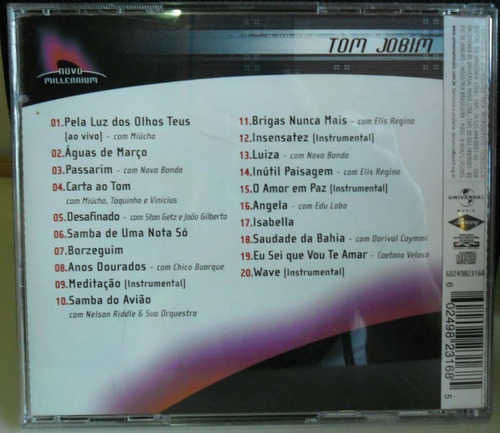 TOM JOBIM
NOVO
MILLENNIUM
01.Pela Luz dos Olhos Teus
(ao vivo) - com Miúcha
02.Águas de Março
03.Passarim - com Nova Banda
04.Carta ao Tom
com Miúcha, Toquinho e Vinicius
05.Desafinado - com Stan Getz e João Gilberto
06.Samba de Uma Nota Só
07.Borzeguim
08.Anos Dourados - com Chico Buarque
09.Meditação (Instrumental)
10.Samba do Avião
com Nelson Riddle & Sua Orquestra
11.Brigas Nunca Mais - com Elis Regina
12.Insensatez (Instrumental)
13.Luiza - com Nova Banda
14.Inútil Paisagem - com Elis Regina
15.O Amor em Paz (Instrumental)
16.Angela - com Edu Lobo
17.Isabella
18.Saudade da Bahia - com Dorival Caymmi
19.Eu Sei que Vou Te Amar - Caetano Veloso
20.Wave (Instrumental)
UNIVERSAL
MUSIC
60249823168
6 02498 23168 5